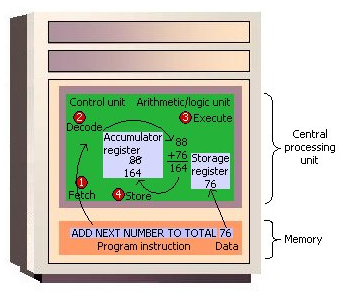 Control unit Arithmetic/logic unit
2 3
Decode Execute
Accumulator
register
88
164
88
+76
164
Storage
register
76
1 4
Fetch Store
ADD NEXT NUMBER TO TOTAL 76
Program instruction Data
Central
processing
unit
Memory